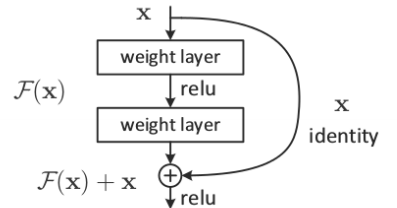 x
weight layer
F(x)
relu
x
weight layer
identity
F(x) + x
relu